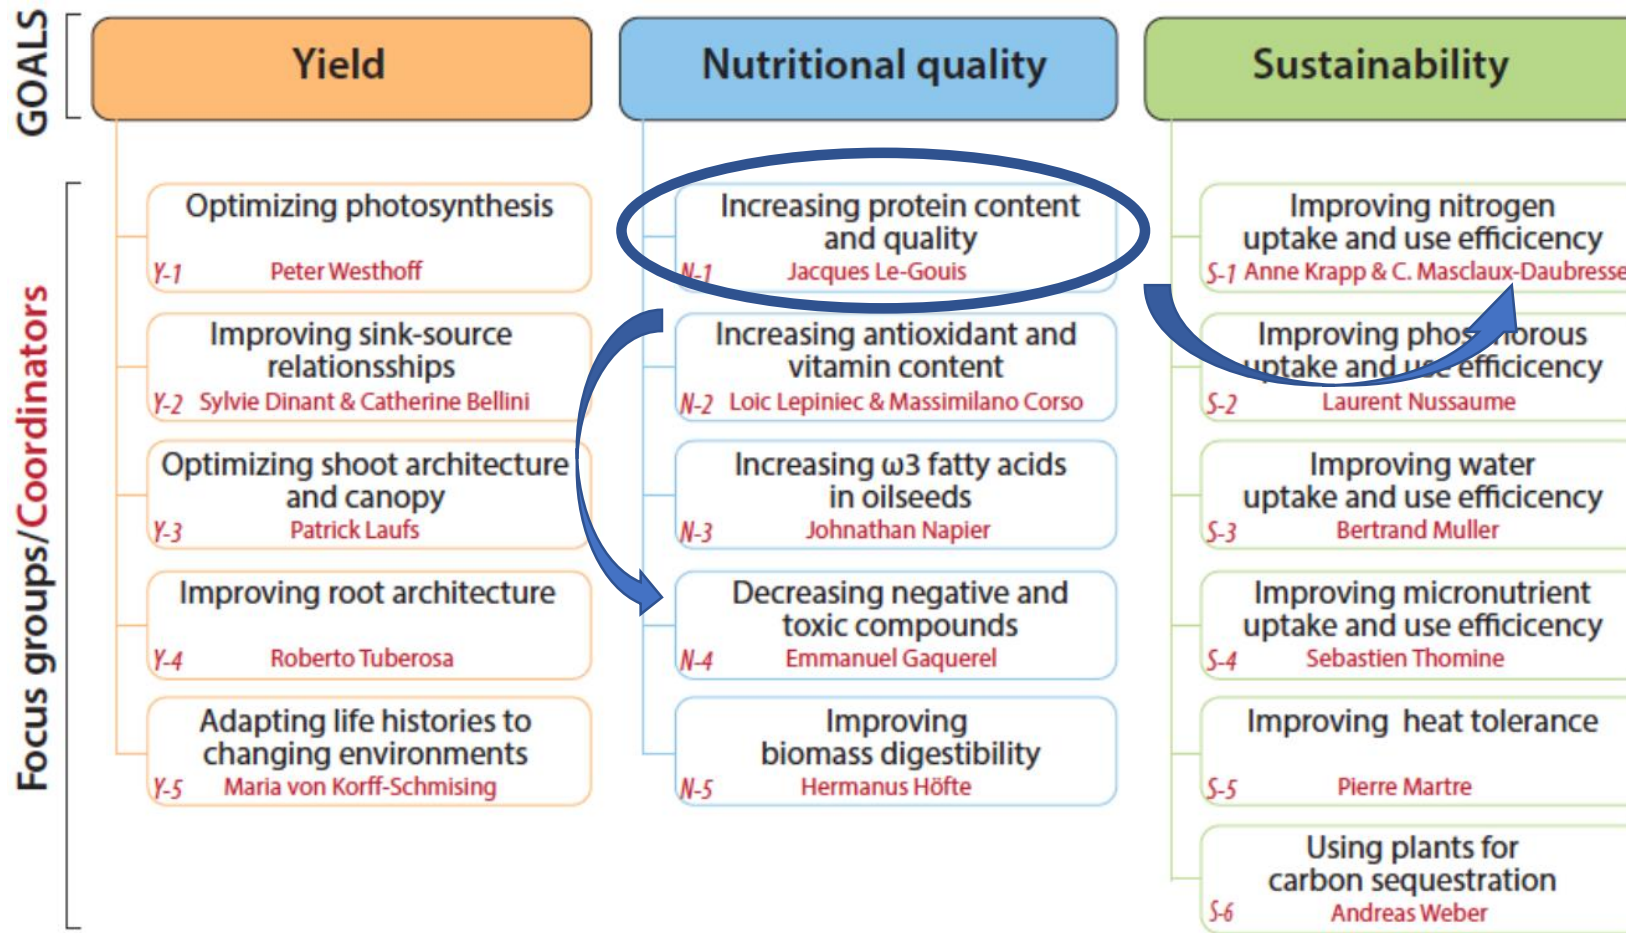 GOALS
Yield
Nutritional quality
Sustainability
Focus groups/Coordinators
Optimizing photosynthesis
Y-1 Peter Westhoff
Improving sink-source
relationsships
Y-2 Sylvie Dinant & Catherine Bellini
Optimizing shoot architecture
and canopy
Y-3 Patrick Laufs
Improving root architecture
Y-4 Roberto Tuberosa
Adapting life histories to
changing environments
Y-5 Maria von Korff-Schmising
Increasing protein content
and quality
N-1 Jacques Le-Gouis
Increasing antioxidant and
vitamin content
N-2 Loic Lepiniec & Massimilano Corso
Increasing ω3 fatty acids
in oilseeds
N-3 Johnathan Napier
Decreasing negative and
toxic compounds
N-4 Emmanuel Gaquerel
Improving
biomass digestibility
N-5 Hermanus Höfte
Improving nitrogen
uptake and use efficicency
S-1 Anne Krapp & C. Masclaux-Daubresse
Improving phosphorous
uptake and use efficicency
S-2 Laurent Nussaume
Improving water
uptake and use efficicency
S-3 Bertrand Muller
Improving micronutrient
uptake and use efficicency
S-4 Sebastien Thomine
Improving heat tolerance
S-5 Pierre Martre
Using plants for
carbon sequestration
S-6 Andreas Weber